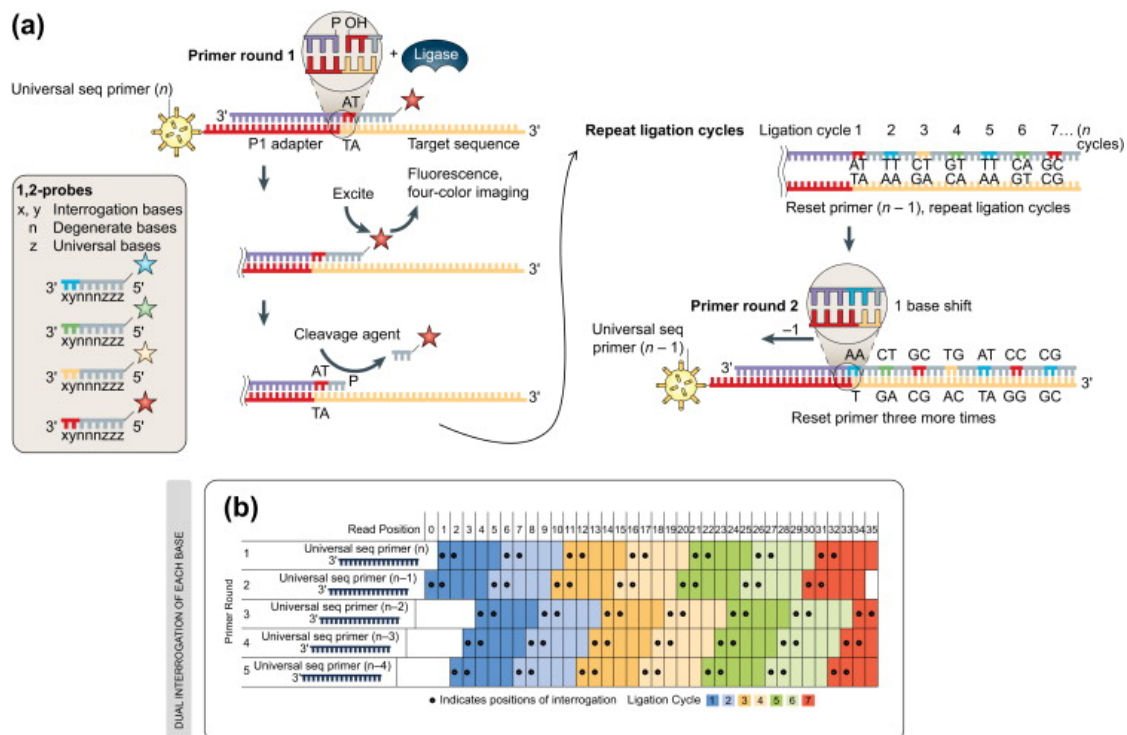 (a)
Primer round 1
P OH
+
Ligase
Universal seq primer (n)
3'
AT
P1 adapter
TA
Target sequence
3'
1,2-probes
x, y Interrogation bases
n Degenerate bases
z Universal bases
3' 5'
xynnnzzz
3' 5'
xynnnzzz
3' 5'
xynnnzzz
3' 5'
xynnnzzz
Excite
Fluorescence,
four-color imaging
3'
Cleavage agent
AT
P
TA
3'
Repeat ligation cycles
Ligation cycle 1 2 3 4 5 6 7... (n
cycles)
3'
AT TT CT GT TT CA GC
TA AA GA CA AA GT CG
Reset primer (n – 1), repeat ligation cycles
Primer round 2
1 base shift
Universal seq
primer (n – 1)
–1
3'
AA CT GC TG AT CC CG
T GA CG AC TA GG GC
3'
Reset primer three more times
DUAL INTERROGATION OF EACH BASE
(b)
Read Position 0 1 2 3 4 5 6 7 8 9 10 11 12 13 14 15 16 17 18 19 20 21 22 23 24 25 26 27 28 29 30 31 32 33 34 35
Primer Round
1 Universal seq primer (n)
3'
2 Universal seq primer (n–1)
3'
3 Universal seq primer (n–2)
3'
4 Universal seq primer (n–3)
3'
5 Universal seq primer (n–4)
3'
• Indicates positions of interrogation Ligation Cycle 1 2 3 4 5 6 7